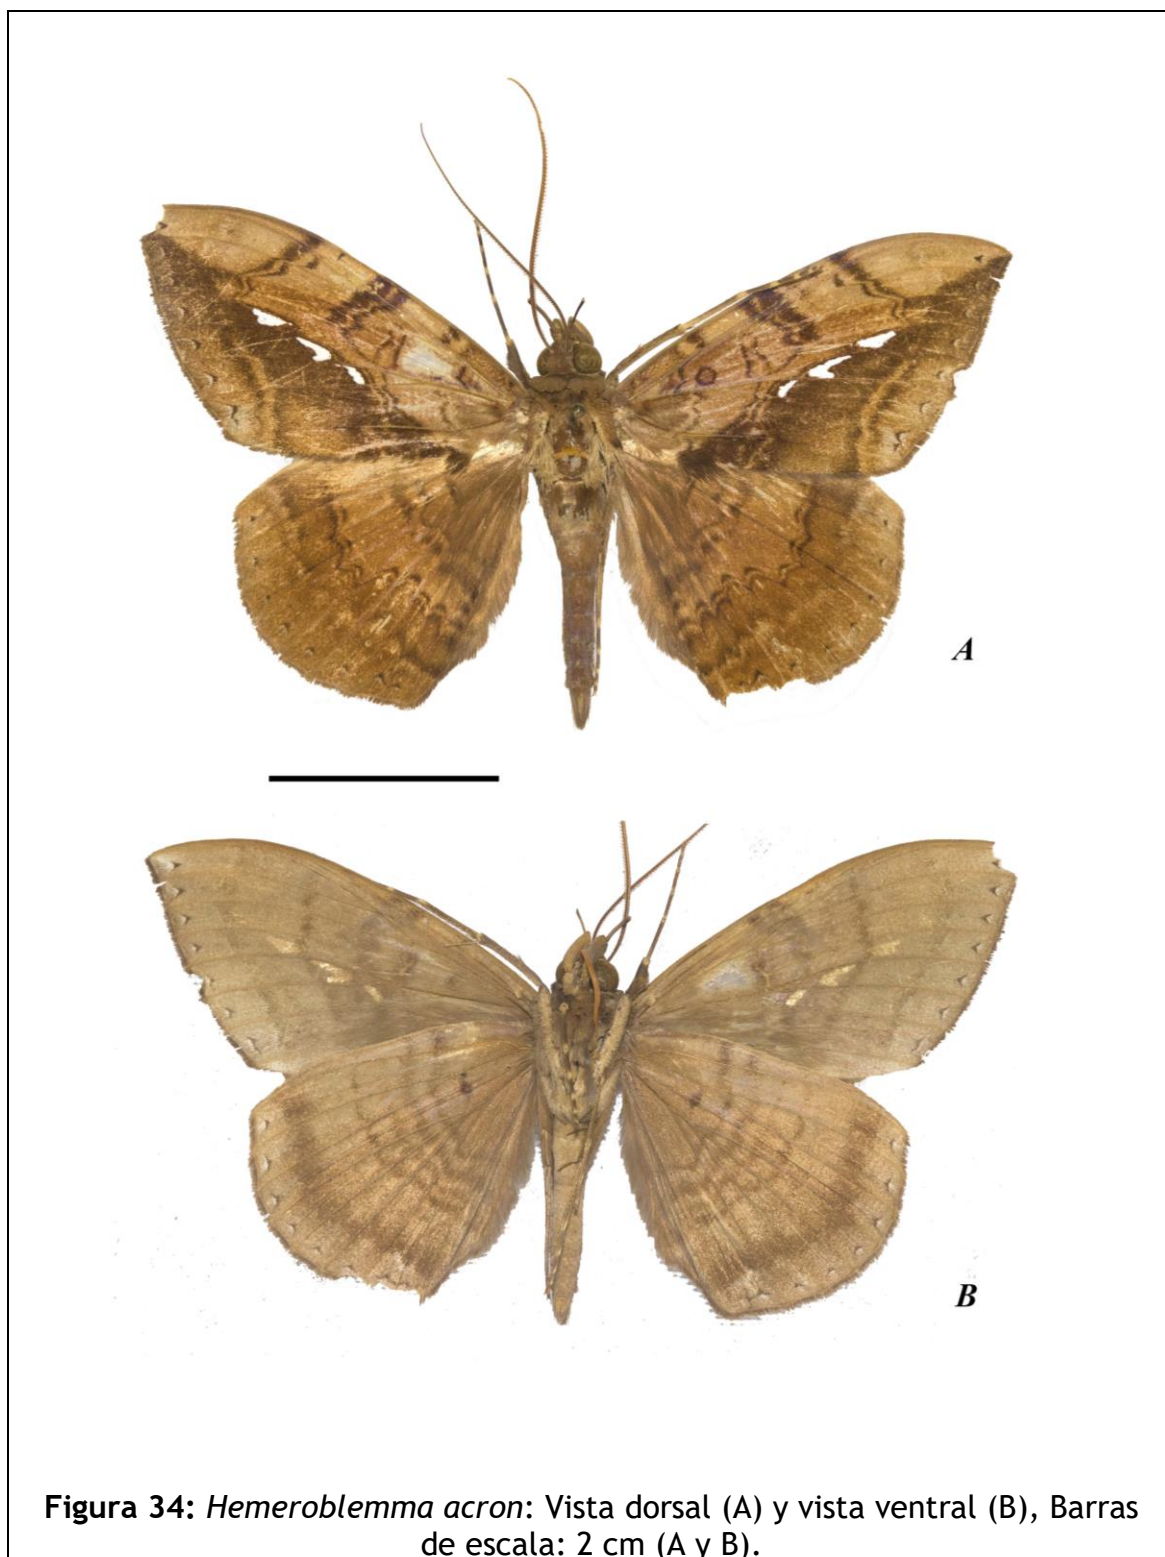 A
B
Figura 34: Hemeroblemma acron: Vista dorsal (A) y vista ventral (B), Barras
de escala: 2 cm (A y B).